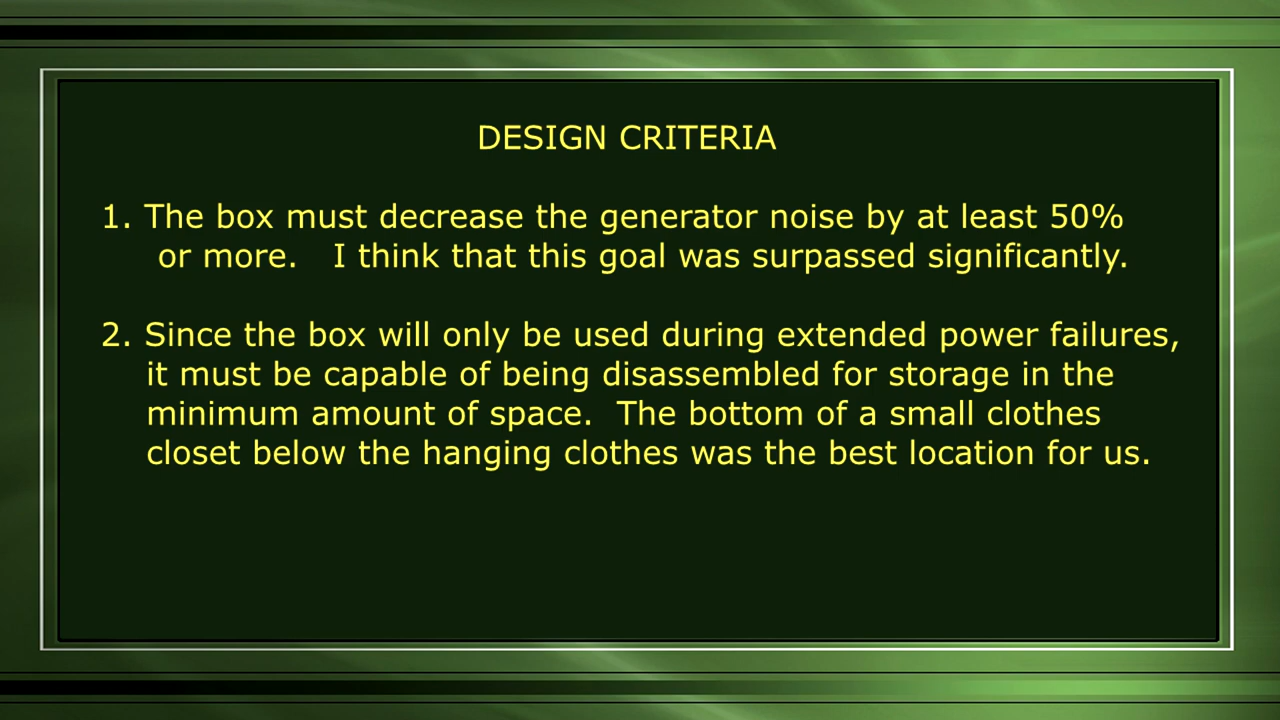 DESIGN CRITERIA
1. The box must decrease the generator noise by at least 50%
or more. I think that this goal was surpassed significantly.
2. Since the box will only be used during extended power failures,
it must be capable of being disassembled for storage in the
minimum amount of space. The bottom of a small clothes
closet below the hanging clothes was the best location for us.